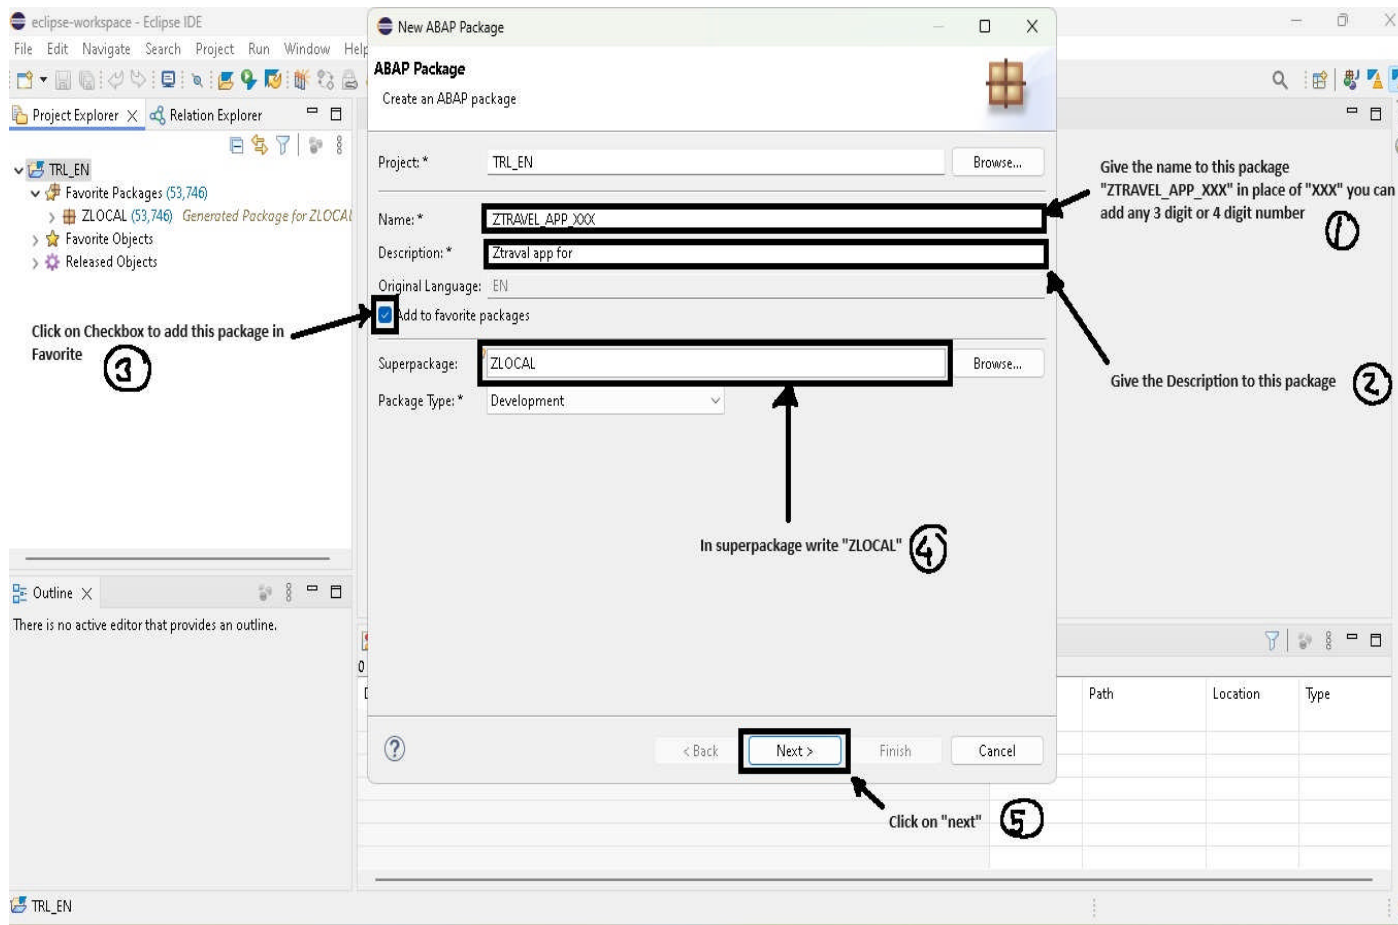 eclipse-workspace - Eclipse IDE
File Edit Navigate Search Project Run Window Help
Project Explorer
Relation Explorer
TRL_EN
Favorite Packages (53,746)
ZLOCAL (53,746) Generated Package for ZLOCAL
Favorite Objects
Released Objects
Click on Checkbox to add this package in
Favorite
3
Outline
There is no active editor that provides an outline.
New ABAP Package
ABAP Package
Create an ABAP package
Project: * TRL_EN Browse...
Name: * ZTRAVEL_APP_XXX
Description: * Ztraval app for
Original Language: EN
Add to favorite packages
Superpackage: ZLOCAL Browse...
Package Type: * Development
In superpackage write "ZLOCAL" 4
? < Back Next > Finish Cancel
Click on "next" 5
Give the name to this package
"ZTRAVEL_APP_XXX" in place of "XXX" you can
add any 3 digit or 4 digit number
1
Give the Description to this package 2
0
Path Location Type
TRL_EN